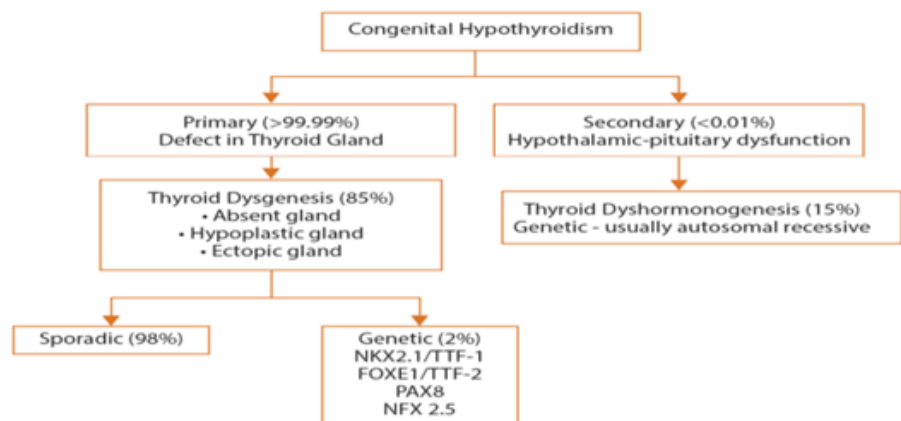 Congenital Hypothyroidism
Primary (>99.99%)
Defect in Thyroid Gland
Secondary (<0.01%)
Hypothalamic-pituitary dysfunction
Thyroid Dysgenesis (85%)
• Absent gland
• Hypoplastic gland
• Ectopic gland
Thyroid Dyshormonogenesis (15%)
Genetic - usually autosomal recessive
Sporadic (98%)
Genetic (2%)
NKX2.1/TTF-1
FOXE1/TTF-2
PAX8
NFX 2.5